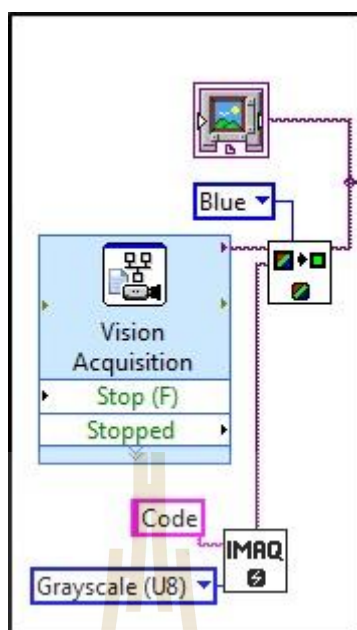 Blue
Vision
Acquisition
Stop (F)
Stopped
Code
IMAQ
Grayscale (U8)